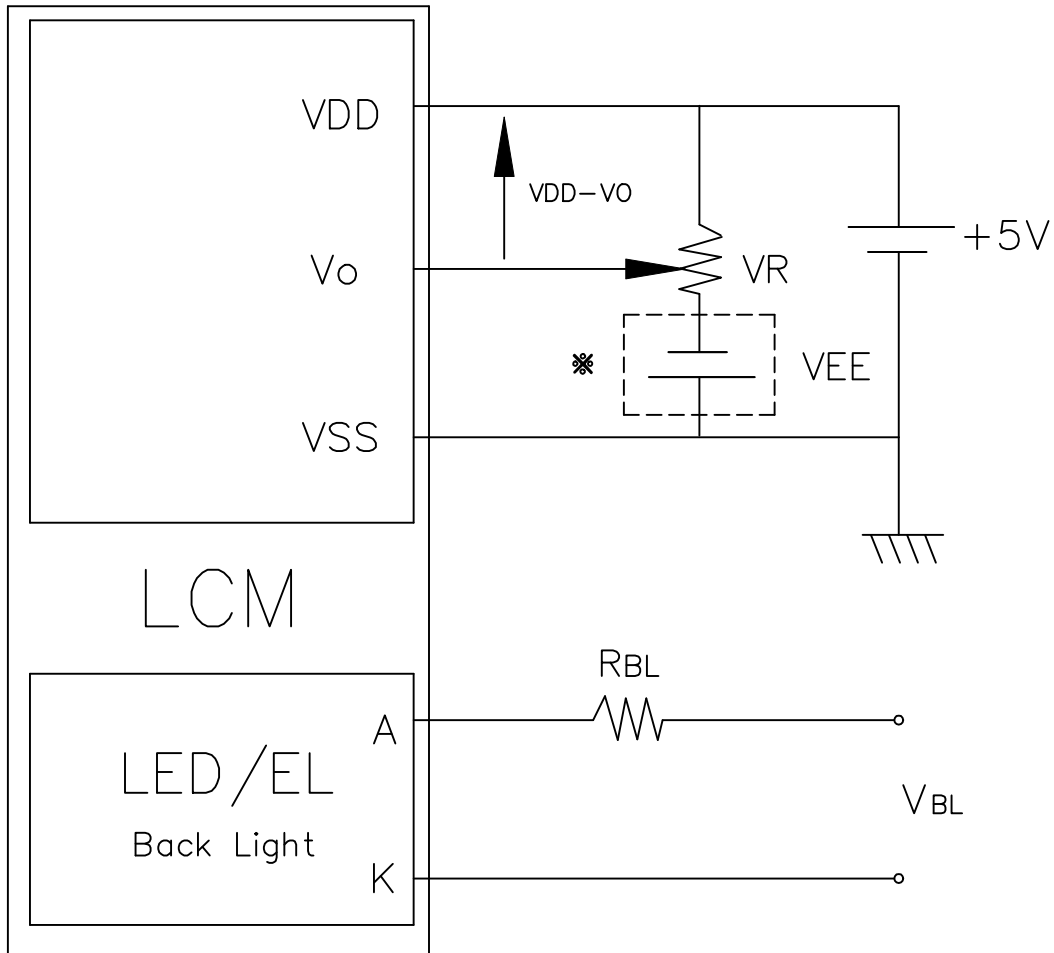 VDD
VDD-VO
+5V
Vo
VR
※
VEE
VSS
LCM
RBL
A
LED/EL
Back Light
VBL
K